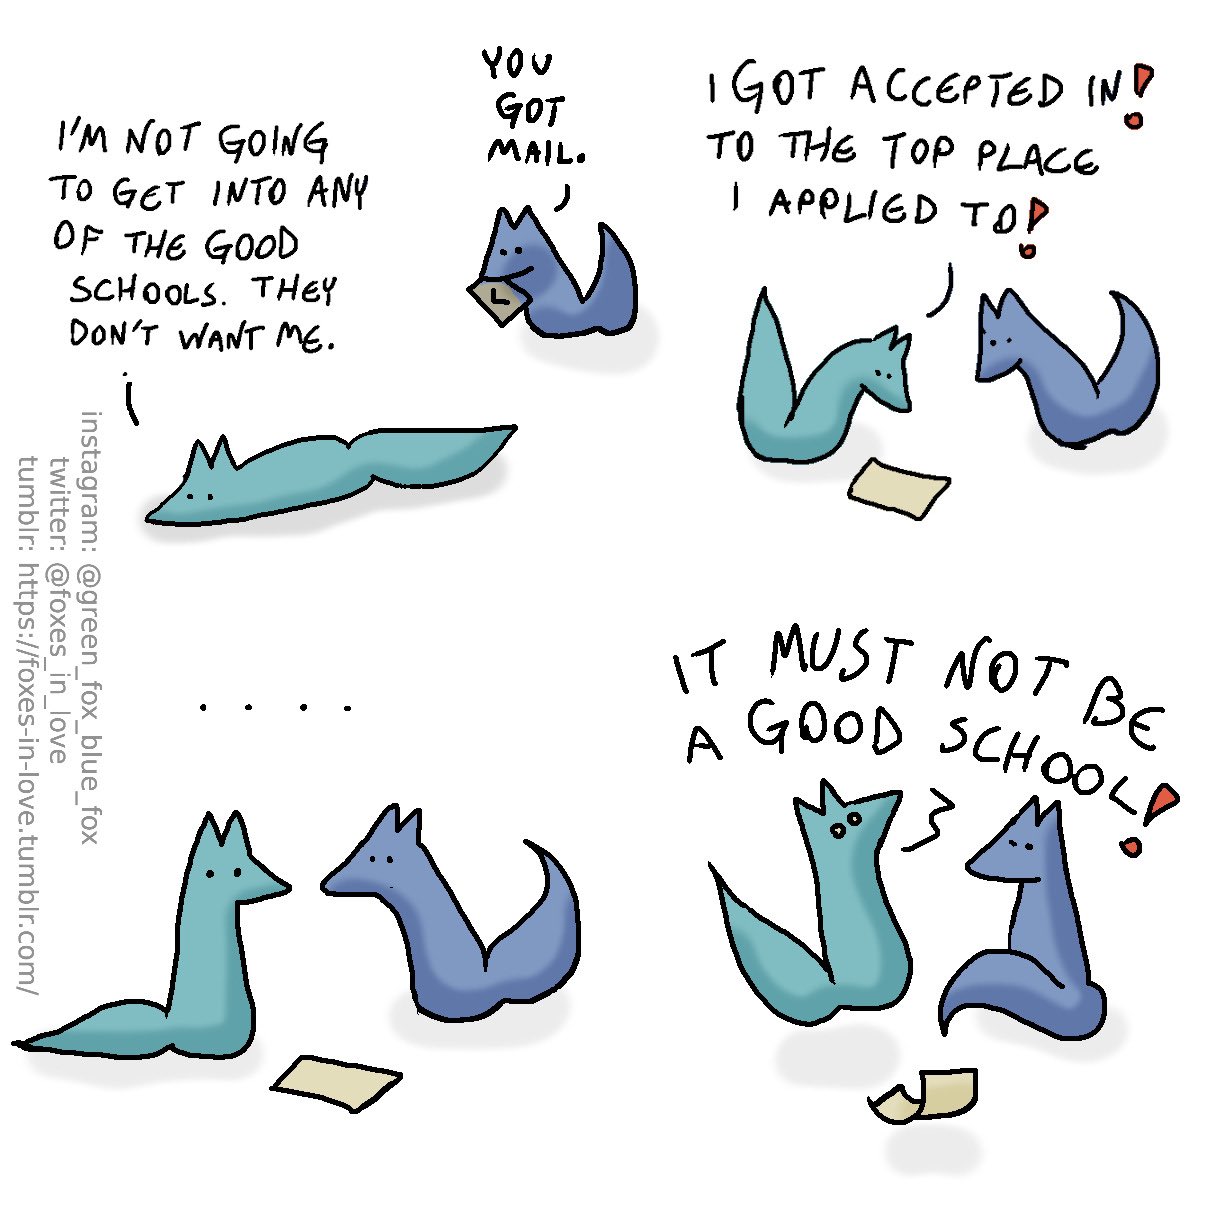 I'M NOT GOING
TO GET INTO ANY
OF THE GOOD
SCHOOLS. THEY
DON'T WANT ME.
YOU
GOT
MAIL.
I GOT ACCEPTED IN!
TO THE TOP PLACE
I APPLIED TO!
. . . .
IT MUST NOT BE
A GOOD SCHOOL!
instagram: @green_fox_blue_fox
twitter: @foxes_in_love
tumblr: https://foxes-in-love.tumblr.com/